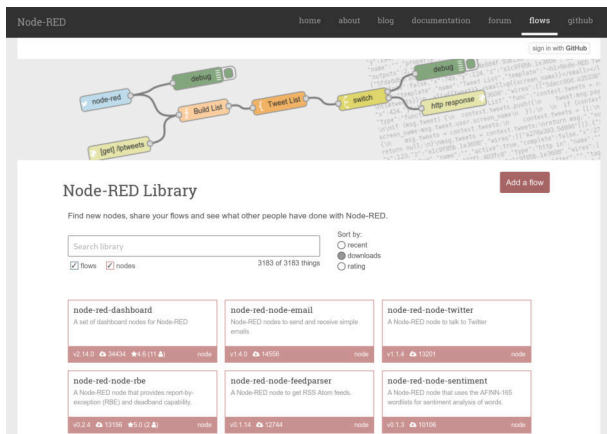 Node-RED
home about blog documentation forum flows github
sign in with GitHub
debug
debug
node-red
Build List
Tweet List
switch
http response
[get] /iptweets
Node-RED Library
Add a flow
Find new nodes, share your flows and see what other people have done with Node-RED.
Search library
flows nodes
3183 of 3183 things
Sort by:
recent
downloads
rating
node-red-dashboard
A set of dashboard nodes for Node-RED
v2.14.0 34434 4.6 (11 ) node
node-red-node-email
Node-RED nodes to send and receive simple
emails
v1.4.0 14556 node
node-red-node-twitter
A Node-RED node to talk to Twitter
v1.1.4 13201 node
node-red-node-rbe
A Node-RED node that provides report-by-
exception (RBE) and deadband capability.
v0.2.4 13156 5.0 (2 ) node
node-red-node-feedparser
A Node-RED node to get RSS Atom feeds.
v0.1.14 12744 node
node-red-node-sentiment
A Node-RED node that uses the AFINN-165
wordlists for sentiment analysis of words.
v0.1.3 10106 node